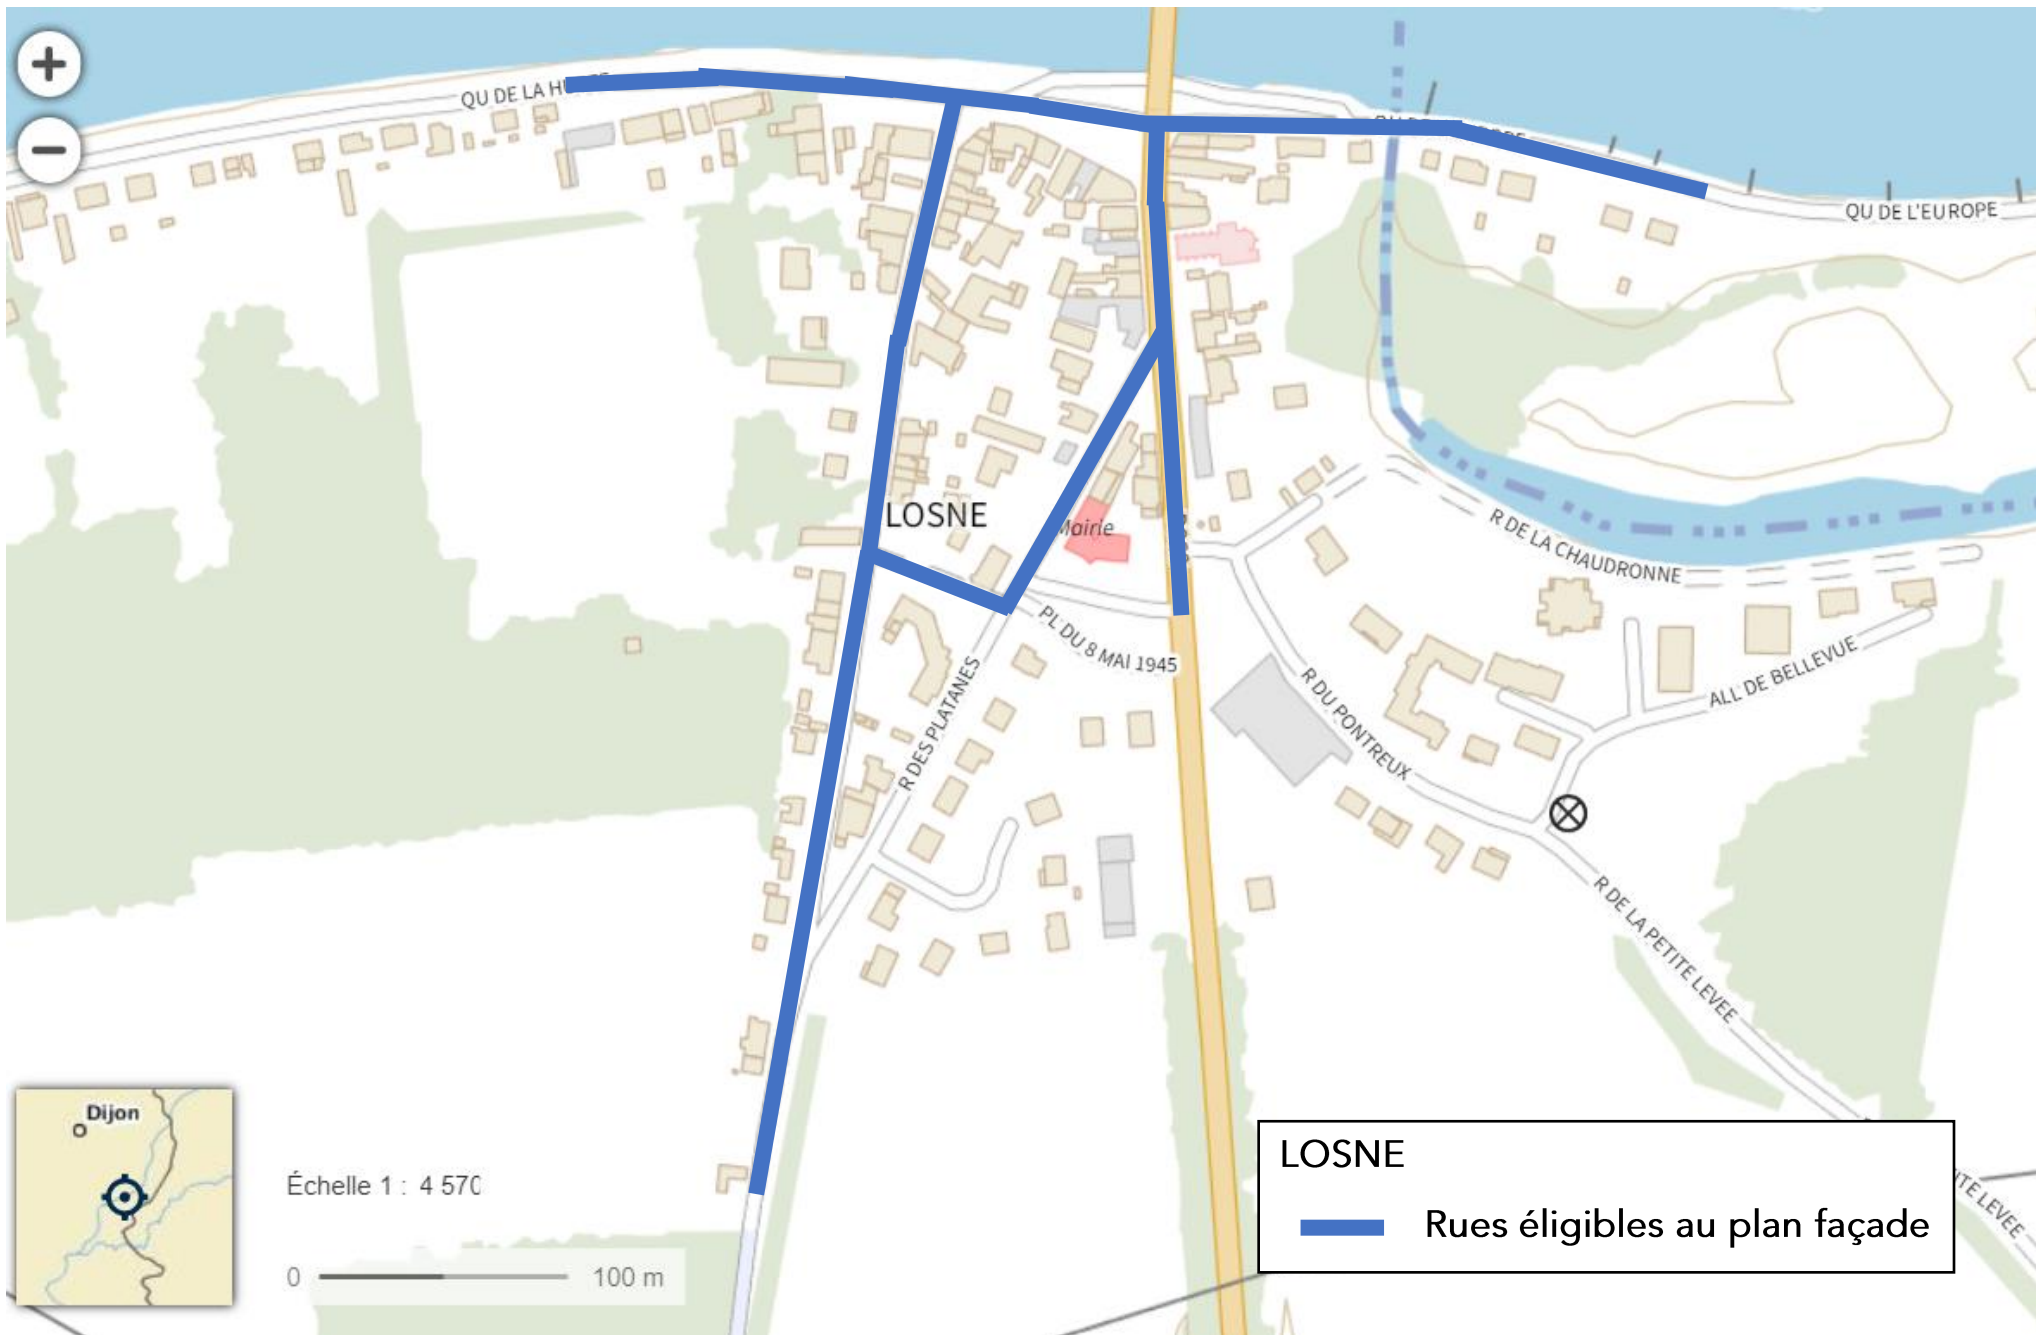 QU DE LA
QU DE L'EUROPE
LOSNE
Mairie
R DE LA CHAUDRONNE
PL DU 8 MAI 1945
R DES PLATANES
R DU PONTREUX
ALL DE BELLEVUE
R DE LA PETITE LEVEE
Dijon
Échelle 1 : 4 570
0 100 m
LOSNE
Rues éligibles au plan façade
LEVEE